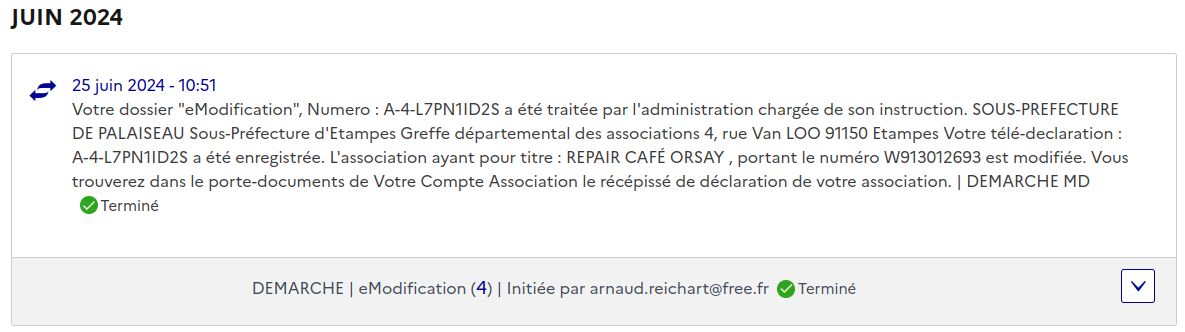 JUIN 2024
25 juin 2024 - 10:51
Votre dossier "eModification", Numero : A-4-L7PN1ID2S a été traitée par l'administration chargée de son instruction. SOUS-PREFECTURE
DE PALAISEAU Sous-Préfecture d'Etampes Greffe départemental des associations 4, rue Van LOO 91150 Etampes Votre télé-declaration :
A-4-L7PN1ID2S a été enregistrée. L'association ayant pour titre : REPAIR CAFÉ ORSAY , portant le numéro W913012693 est modifiée. Vous
trouverez dans le porte-documents de Votre Compte Association le récépissé de déclaration de votre association. | DEMARCHE MD
Terminé
DEMARCHE | eModification (4) | Initiée par arnaud.reichart@free.fr Terminé